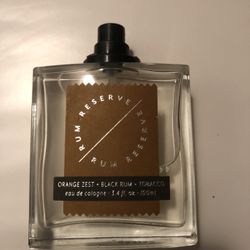 RUM RESERVE
RUM RESERVE
ORANGE ZEST • BLACK RUM • TOBACCO
eau de cologne • 3.4 fl. oz • 100ml